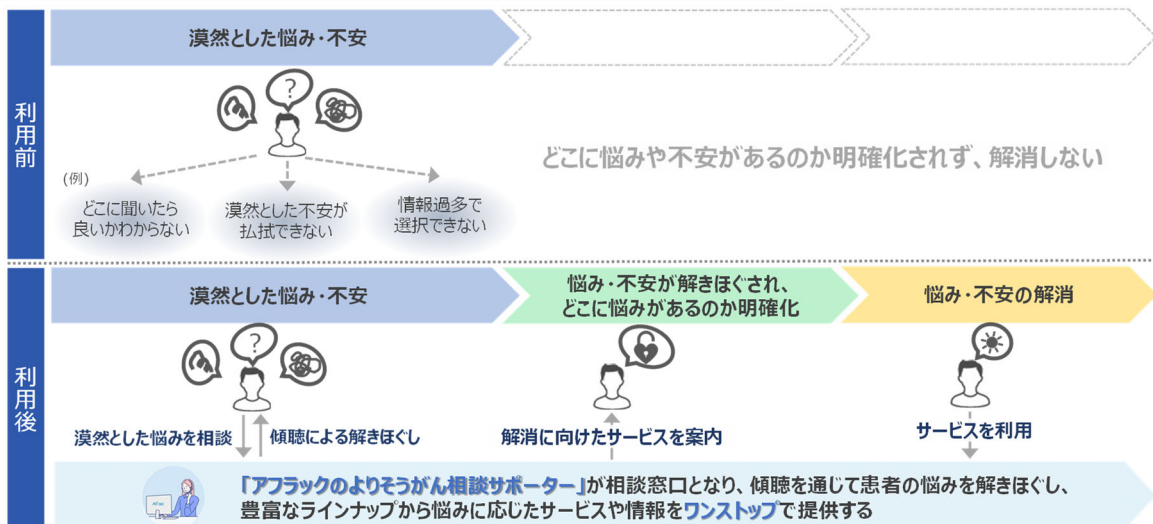 利用前
漠然とした悩み・不安
?
(例)
どこに聞いたら
良いかわからない
漠然とした不安が
払拭できない
情報過多で
選択できない
どこに悩みや不安があるのか明確化されず、解消しない
利用後
漠然とした悩み・不安
悩み・不安が解きほぐされ、
どこに悩みがあるのか明確化
悩み・不安の解消
?
漠然とした悩みを相談
傾聴による解きほぐし
解消に向けたサービスを案内
サービスを利用
「アフラックのよりそうがん相談サポーター」が相談窓口となり、傾聴を通じて患者の悩みを解きほぐし、
豊富なラインナップから悩みに応じたサービスや情報をワンストップで提供する